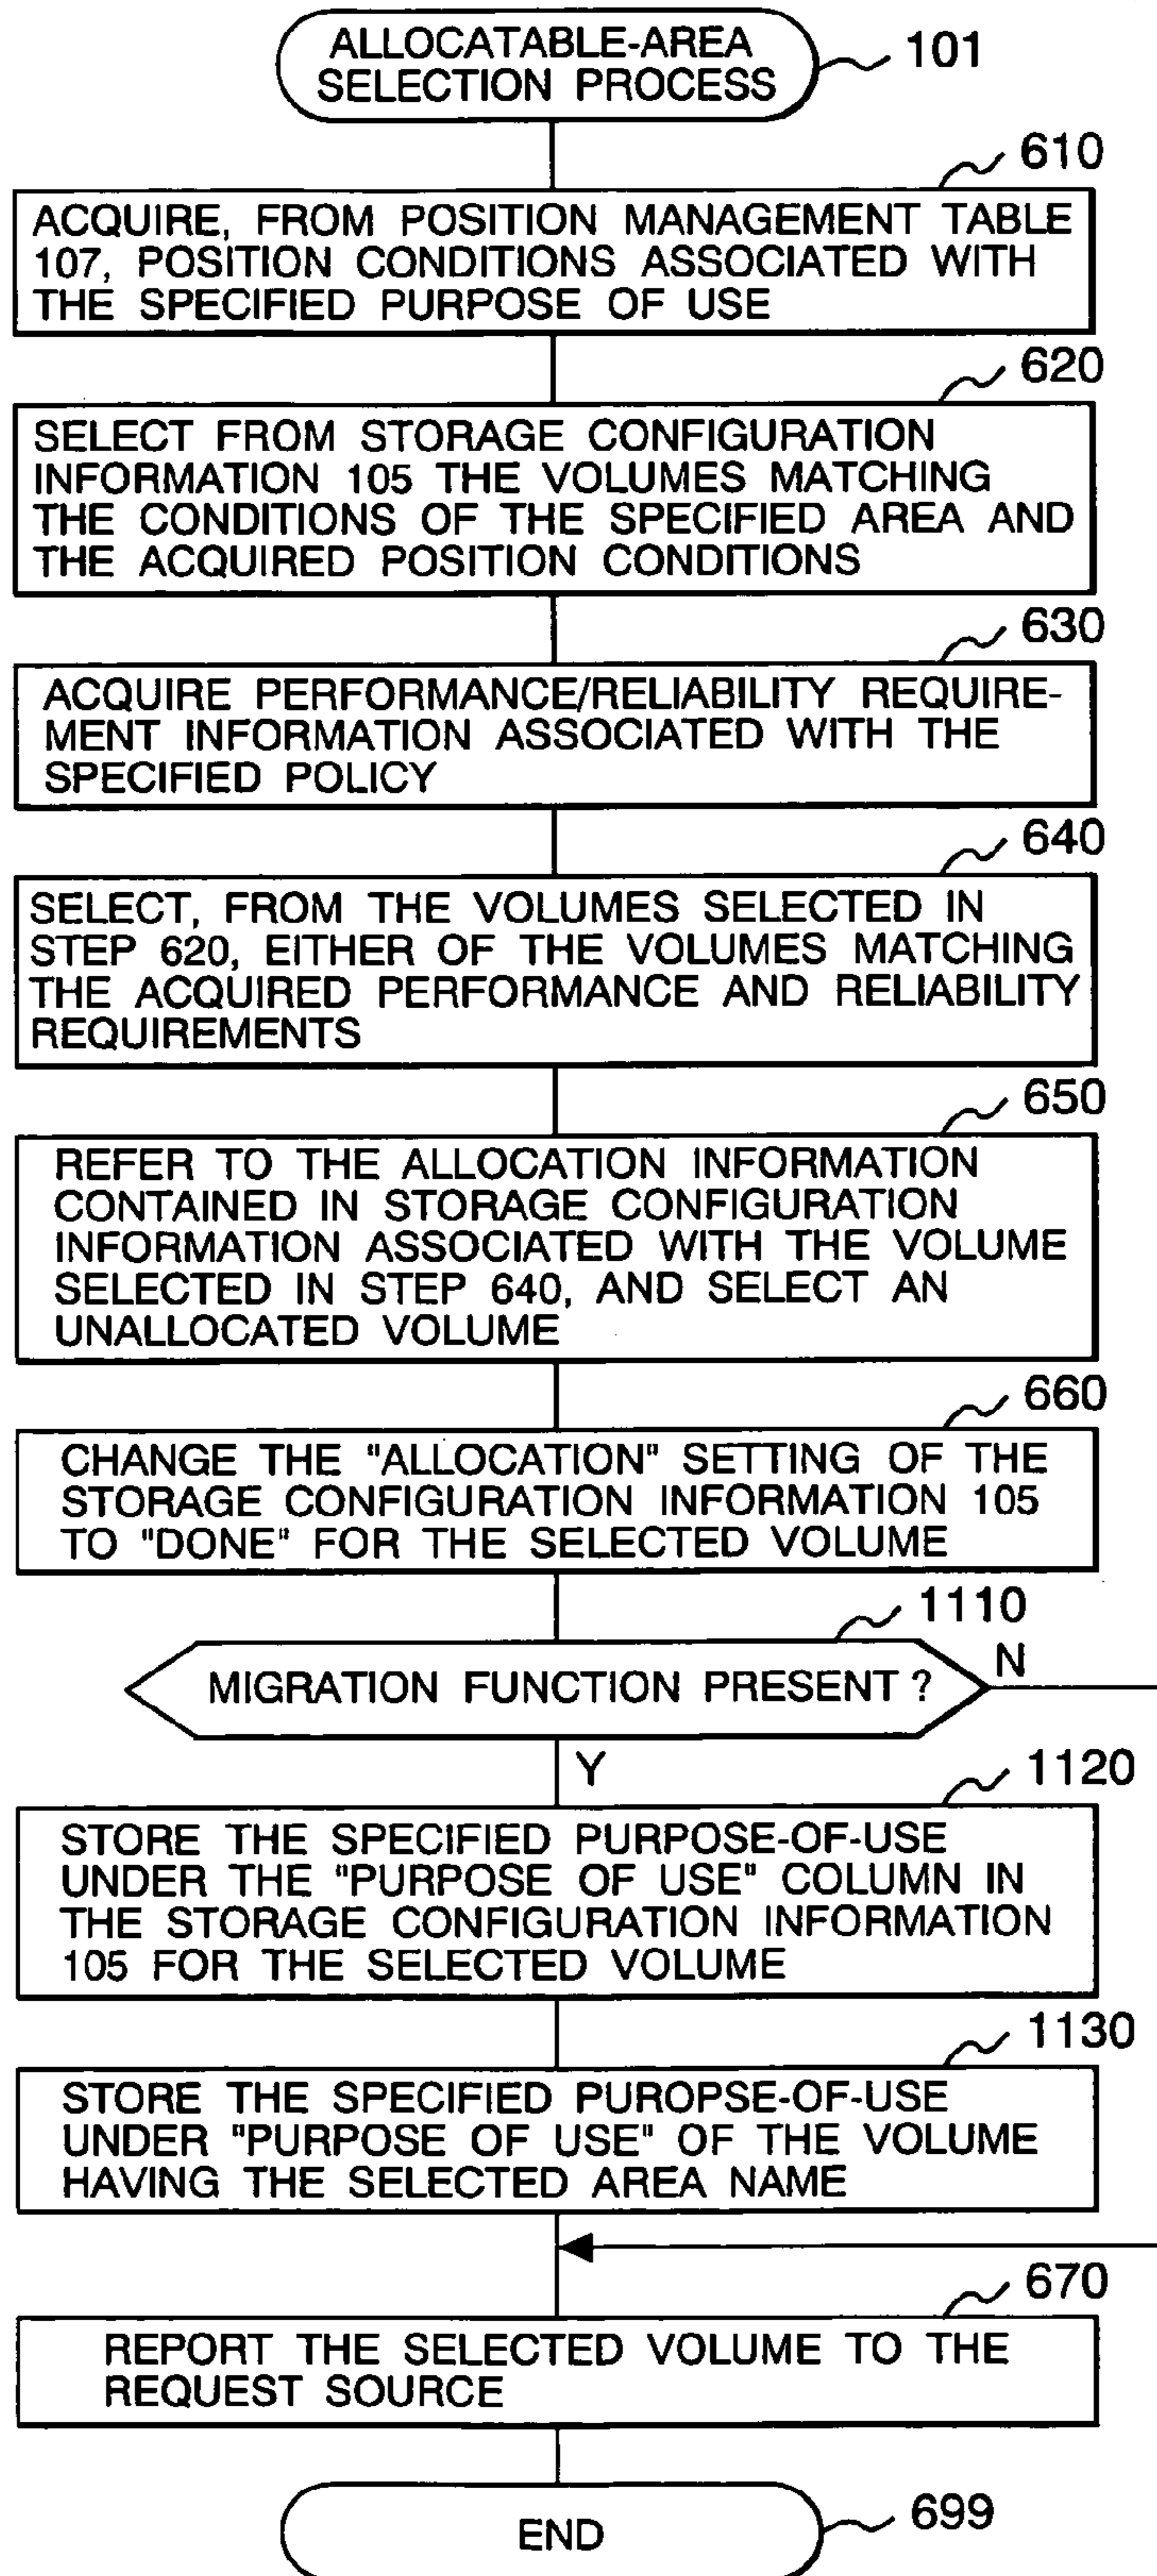 ALLOCATABLE-AREA
SELECTION PROCESS
101
610
ACQUIRE, FROM POSITION MANAGEMENT TABLE
107, POSITION CONDITIONS ASSOCIATED WITH
THE SPECIFIED PURPOSE OF USE
620
SELECT FROM STORAGE CONFIGURATION
INFORMATION 105 THE VOLUMES MATCHING
THE CONDITIONS OF THE SPECIFIED AREA AND
THE ACQUIRED POSITION CONDITIONS
630
ACQUIRE PERFORMANCE/RELIABILITY REQUIRE-
MENT INFORMATION ASSOCIATED WITH THE
SPECIFIED POLICY
640
SELECT, FROM THE VOLUMES SELECTED IN
STEP 620, EITHER OF THE VOLUMES MATCHING
THE ACQUIRED PERFORMANCE AND RELIABILITY
REQUIREMENTS
650
REFER TO THE ALLOCATION INFORMATION
CONTAINED IN STORAGE CONFIGURATION
INFORMATION ASSOCIATED WITH THE VOLUME
SELECTED IN STEP 640, AND SELECT AN
UNALLOCATED VOLUME
660
CHANGE THE "ALLOCATION" SETTING OF THE
STORAGE CONFIGURATION INFORMATION 105
TO "DONE" FOR THE SELECTED VOLUME
1110
MIGRATION FUNCTION PRESENT ?
N
Y
1120
STORE THE SPECIFIED PURPOSE-OF-USE
UNDER THE "PURPOSE OF USE" COLUMN IN
THE STORAGE CONFIGURATION INFORMATION
105 FOR THE SELECTED VOLUME
1130
STORE THE SPECIFIED PUROPSE-OF-USE
UNDER "PURPOSE OF USE" OF THE VOLUME
HAVING THE SELECTED AREA NAME
670
REPORT THE SELECTED VOLUME TO THE
REQUEST SOURCE
END
699